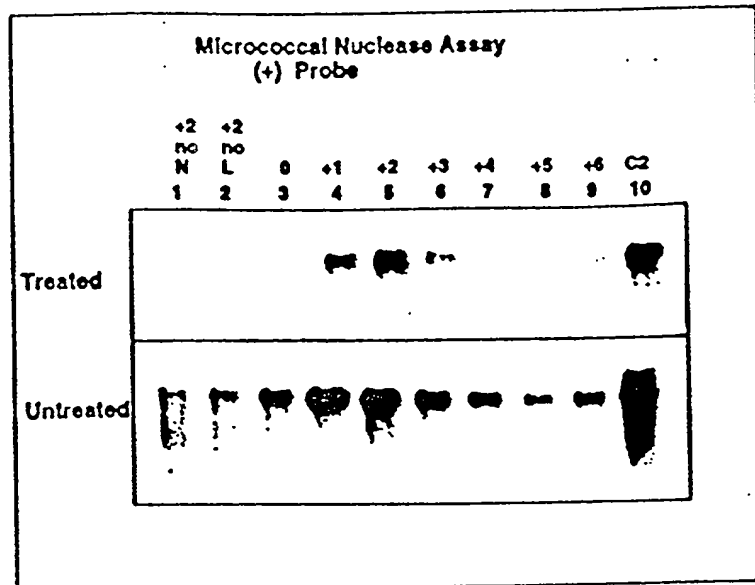 Micrococcal Nuclease Assay
(+) Probe
+2 +2
no no
N L 0 +1 +2 +3 +4 +5 +6 C2
1 2 3 4 5 6 7 8 9 10
Treated
Untreated